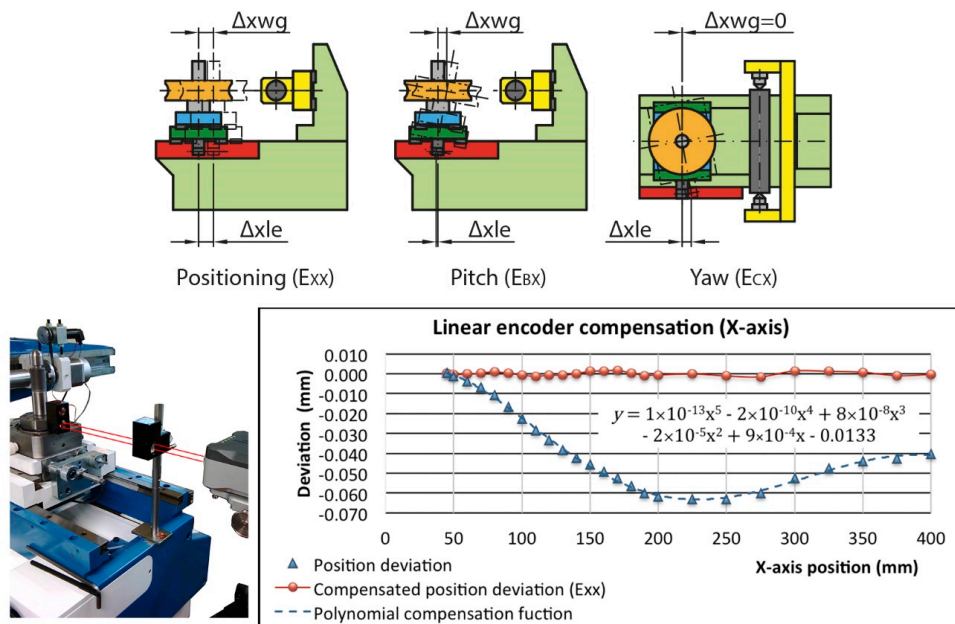 Δxwg
Δxwg
Δxwg=0
Δxle
Δxle
Δxle
Positioning (EXX)
Pitch (EBX)
Yaw (ECX)
Linear encoder compensation (X-axis)
Deviation (mm)
0.010
0.000
-0.010
-0.020
-0.030
-0.040
-0.050
-0.060
-0.070
y = 1×10⁻¹³x⁵ - 2×10⁻¹⁰x⁴ + 8×10⁻⁸x³
- 2×10⁻⁵x² + 9×10⁻⁴x - 0.0133
0 50 100 150 200 250 300 350 400
X-axis position (mm)
Position deviation
Compensated position deviation (Exx)
Polynomial compensation fuction